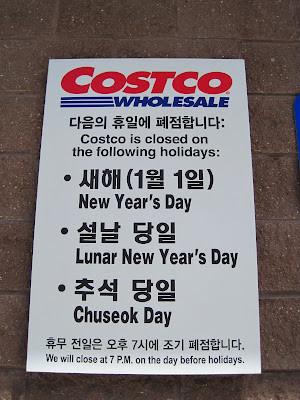 COSTCO
WHOLESALE
다음의 휴일에 폐점합니다:
Costco is closed on
the following holidays:
• 새해 (1월 1일)
New Year's Day
• 설날 당일
Lunar New Year's Day
• 추석 당일
Chuseok Day
휴무 전일은 오후 7시에 조기 폐점합니다.
We will close at 7 P.M. on the day before holidays.